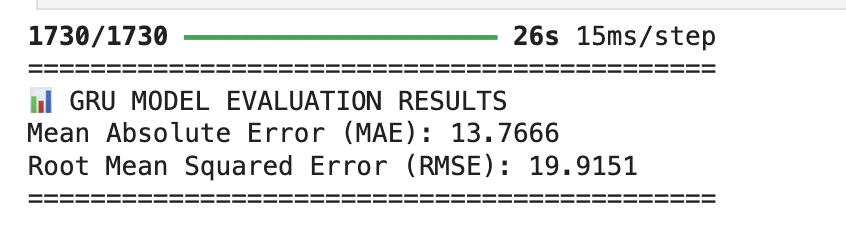 1730/1730 ━━━━━━━━━━━━━━━━━━━━ 26s 15ms/step
=============================================
📊 GRU MODEL EVALUATION RESULTS
Mean Absolute Error (MAE): 13.7666
Root Mean Squared Error (RMSE): 19.9151
=============================================